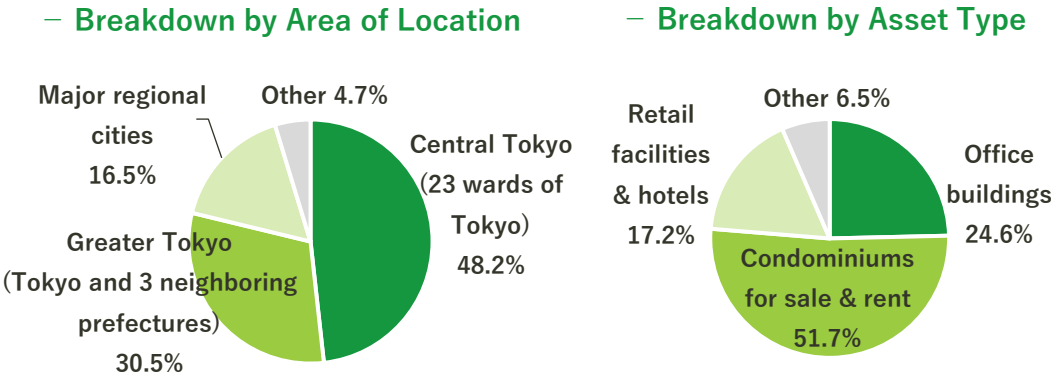 – Breakdown by Area of Location
Major regional
cities
16.5%
Other 4.7%
Central Tokyo
(23 wards of
Tokyo)
48.2%
Greater Tokyo
(Tokyo and 3 neighboring
prefectures)
30.5%
– Breakdown by Asset Type
Retail
facilities
& hotels
17.2%
Other 6.5%
Office
buildings
24.6%
Condominiums
for sale & rent
51.7%